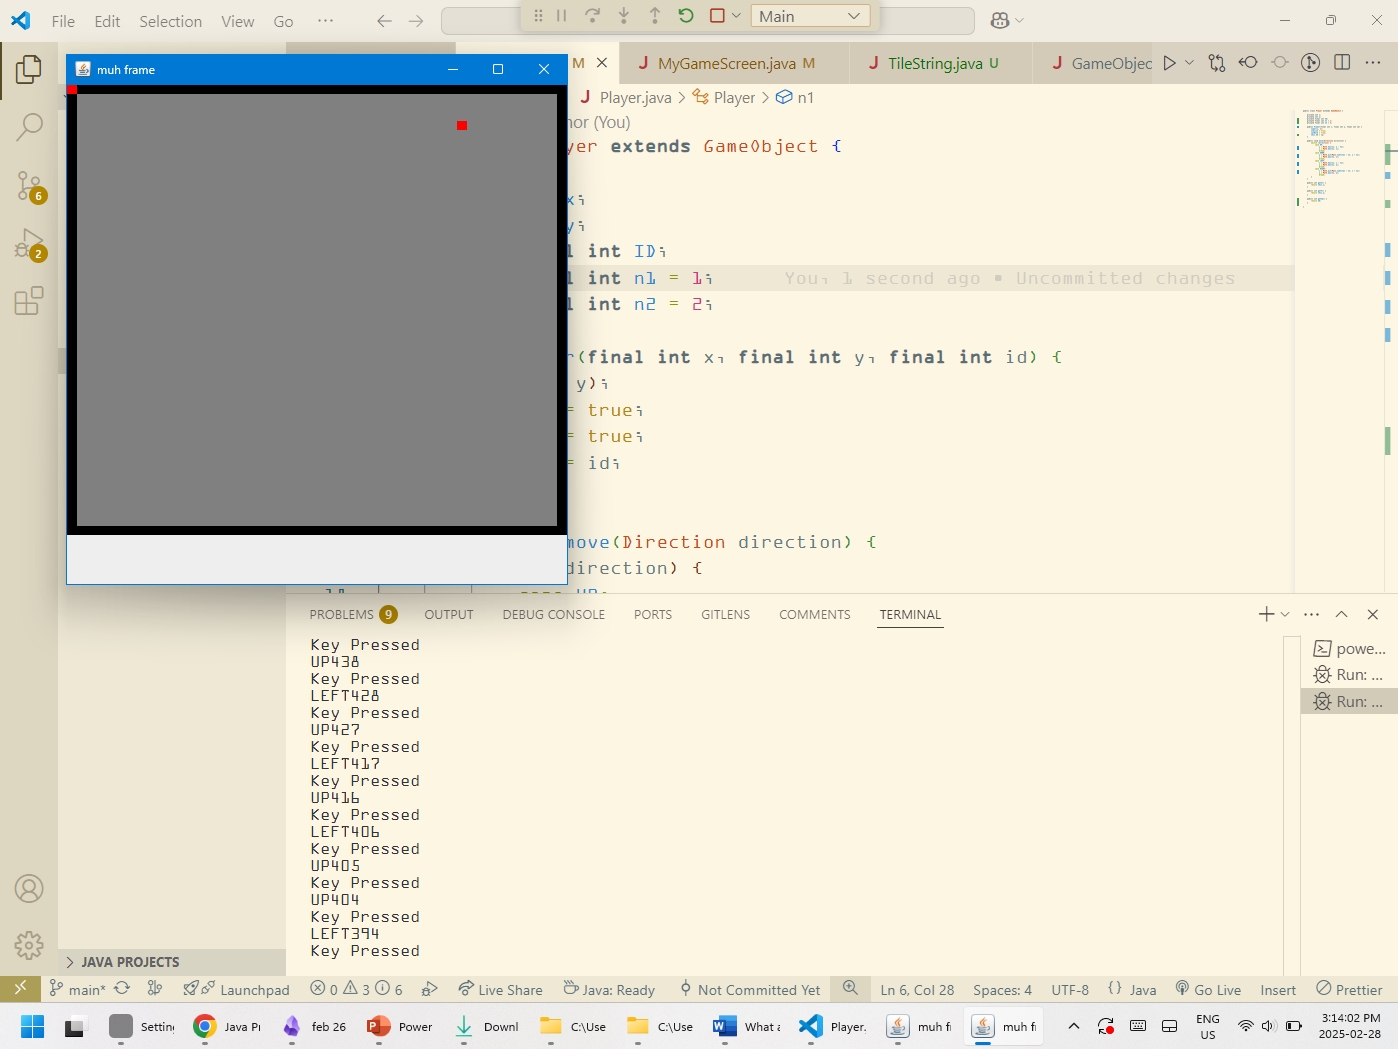 File Edit Selection View Go ···
Main
muh frame
M
MyGameScreen.java M
TileString.java U
GameObjec
Player.java > Player > n1
hor (You)
yer extends GameObject {
x;
y;
l int ID;
l int n1 = 1; You, 1 second ago • Uncommitted changes
l int n2 = 2;
r(final int x, final int y, final int id) {
y);
= true;
= true;
= id;
move(Direction direction) {
direction) {
PROBLEMS 9 OUTPUT DEBUG CONSOLE PORTS GITLENS COMMENTS TERMINAL
6
2
Key Pressed
UP438
Key Pressed
LEFT428
Key Pressed
UP427
Key Pressed
LEFT417
Key Pressed
UP416
Key Pressed
LEFT406
Key Pressed
UP405
Key Pressed
UP404
Key Pressed
LEFT394
Key Pressed
powe...
Run: ...
Run: ...
JAVA PROJECTS
main* Launchpad 0 3 6 Live Share Java: Ready Not Committed Yet Ln 6, Col 28 Spaces: 4 UTF-8 {} Java Go Live Insert Prettier
Settin Java Pr feb 26 Power Downl C:\Use C:\Use What a Player. muh fr muh fr
ENG
US
3:14:02 PM
2025-02-28